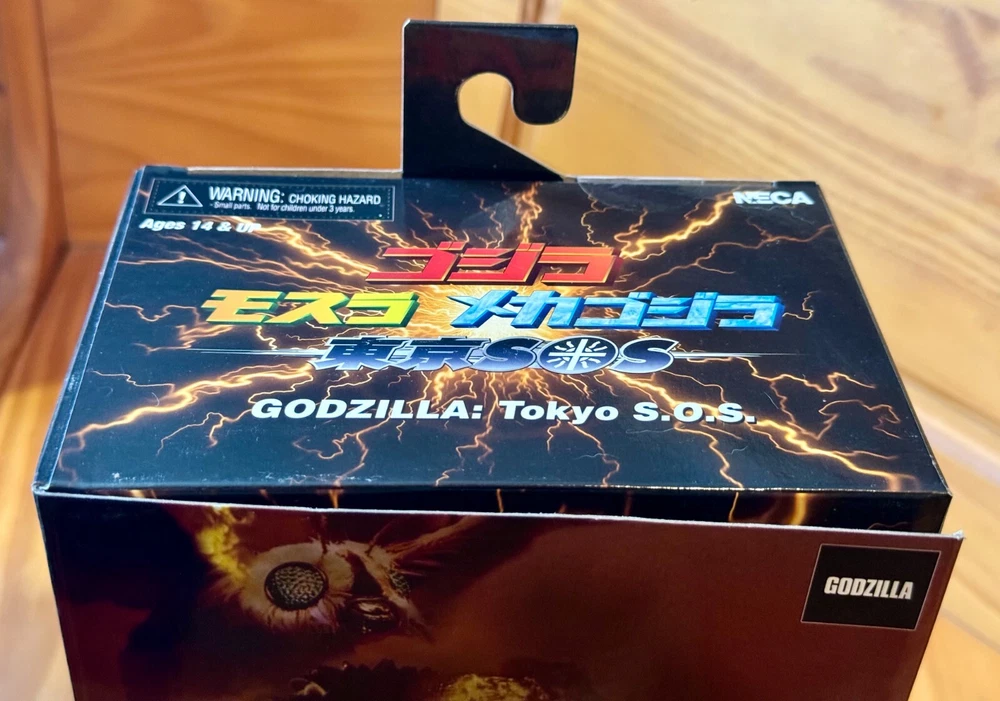 WARNING: CHOKING HAZARD
Small parts. Not for children under 3 years.
NECA
Ages 14 & UP
ゴジラ
モスラ メカゴジラ
東京SOS
GODZILLA: Tokyo S.O.S.
GODZILLA